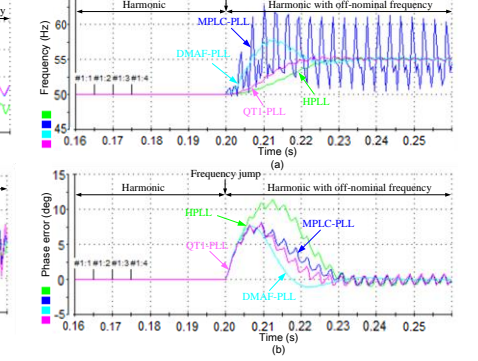 Harmonic
Harmonic with off-nominal frequency
Frequency (Hz)
60
55
50
45
MPLC-PLL
DMAF-PLL
#1:1 #1:2 #1:3 #1:4
QT1-PLL
HPLL
0.16 0.17 0.18 0.19 0.20 0.21 0.22 0.23 0.24 0.25
Time (s)
(a)
Frequency jump
Harmonic
Harmonic with off-nominal frequency
Phase error (deg)
15
10
5
0
-5
HPLL
MPLC-PLL
QT1-PLL
#1:1 #1:2 #1:3 #1:4
DMAF-PLL
0.16 0.17 0.18 0.19 0.20 0.21 0.22 0.23 0.24 0.25
Time (s)
(b)